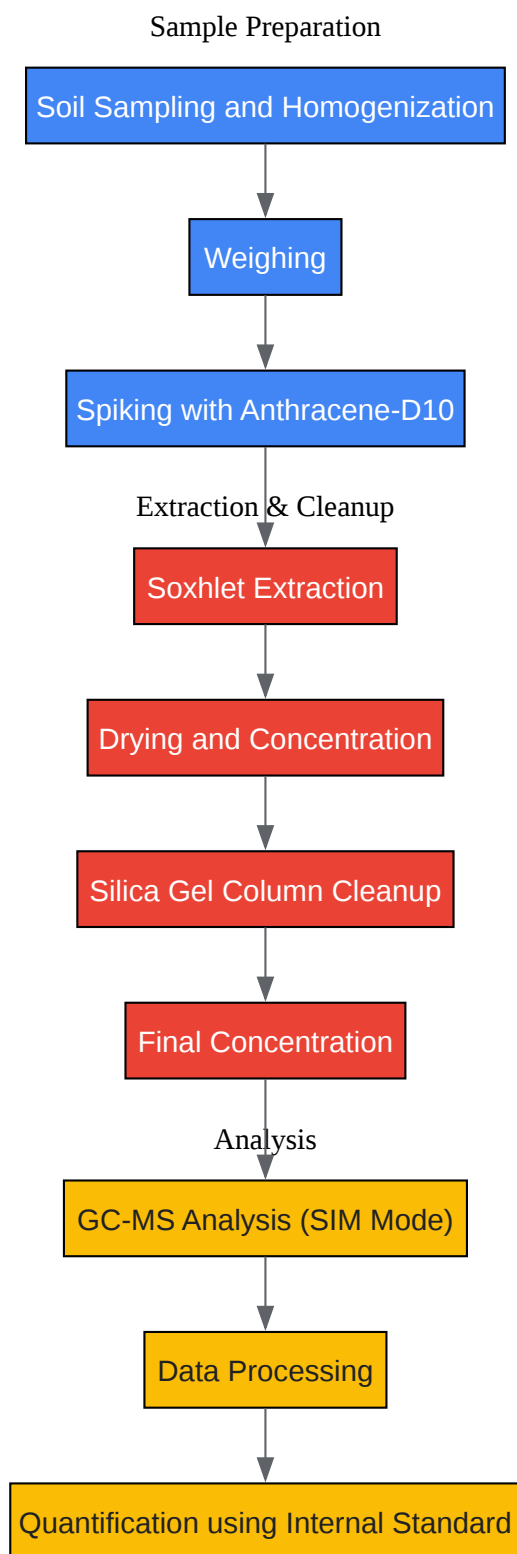 Sample Preparation
Soil Sampling and Homogenization
Weighing
Spiking with Anthracene-D10
Extraction & Cleanup
Soxhlet Extraction
Drying and Concentration
Silica Gel Column Cleanup
Final Concentration
Analysis
GC-MS Analysis (SIM Mode)
Data Processing
Quantification using Internal Standard